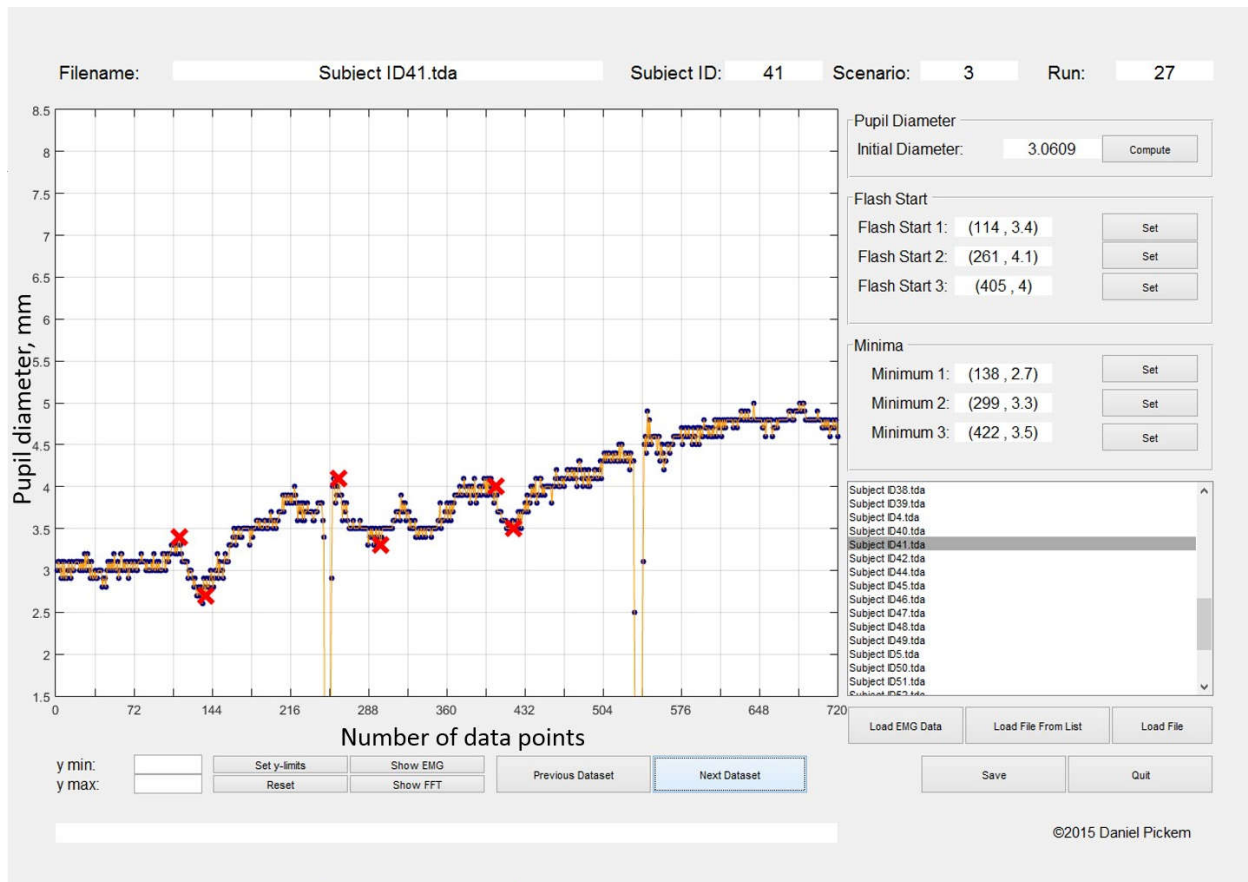 Filename: Subject ID41.tda Subject ID: 41 Scenario: 3 Run: 27
8.5
8
7.5
7
6.5
6
5.5
5
4.5
4
3.5
3
2.5
2
1.5
Pupil diameter, mm
0 72 144 216 288 360 432 504 576 648 720
Number of data points
Pupil Diameter
Initial Diameter: 3.0609 Compute
Flash Start
Flash Start 1: (114 , 3.4) Set
Flash Start 2: (261 , 4.1) Set
Flash Start 3: (405 , 4) Set
Minima
Minimum 1: (138 , 2.7) Set
Minimum 2: (299 , 3.3) Set
Minimum 3: (422 , 3.5) Set
Subject ID38.tda
Subject ID39.tda
Subject ID4.tda
Subject ID40.tda
Subject ID41.tda
Subject ID42.tda
Subject ID44.tda
Subject ID45.tda
Subject ID46.tda
Subject ID47.tda
Subject ID48.tda
Subject ID49.tda
Subject ID5.tda
Subject ID50.tda
Subject ID51.tda
Subject ID52.tda
Load EMG Data Load File From List Load File
y min: Set y-limits Show EMG Previous Dataset Next Dataset Save Quit
y max: Reset Show FFT
©2015 Daniel Pickem